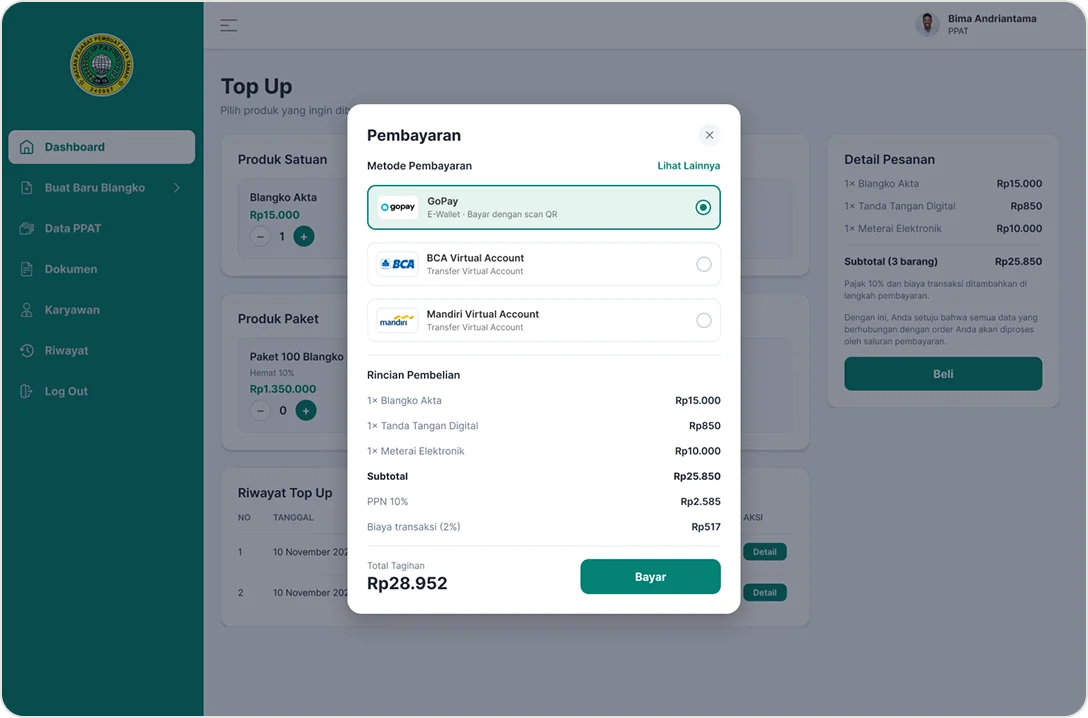 IKATAN PEJABAT PEMBUAT AKTA TANAH
IPPAT
240987
Dashboard
Buat Baru Blangko
Data PPAT
Dokumen
Karyawan
Riwayat
Log Out
Bima Andriantama
PPAT
Top Up
Pilih produk yang ingin
Produk Satuan
Blangko Akta
Rp15.000
− 1 +
Produk Paket
Paket 100 Blangko
Hemat 10%
Rp1.350.000
− 0 +
Riwayat Top Up
NO TANGGAL AKSI
1 10 November 202 Detail
2 10 November 202 Detail
Pembayaran
Metode Pembayaran Lihat Lainnya
gopay
GoPay
E-Wallet · Bayar dengan scan QR
BCA
BCA Virtual Account
Transfer Virtual Account
mandiri
Mandiri Virtual Account
Transfer Virtual Account
Rincian Pembelian
1× Blangko Akta Rp15.000
1× Tanda Tangan Digital Rp850
1× Meterai Elektronik Rp10.000
Subtotal Rp25.850
PPN 10% Rp2.585
Biaya transaksi (2%) Rp517
Total Tagihan
Rp28.952
Bayar
Detail Pesanan
1× Blangko Akta Rp15.000
1× Tanda Tangan Digital Rp850
1× Meterai Elektronik Rp10.000
Subtotal (3 barang) Rp25.850
Pajak 10% dan biaya transaksi ditambahkan di
langkah pembayaran.
Dengan ini, Anda setuju bahwa semua data yang
berhubungan dengan order Anda akan diproses
oleh saluran pembayaran.
Beli